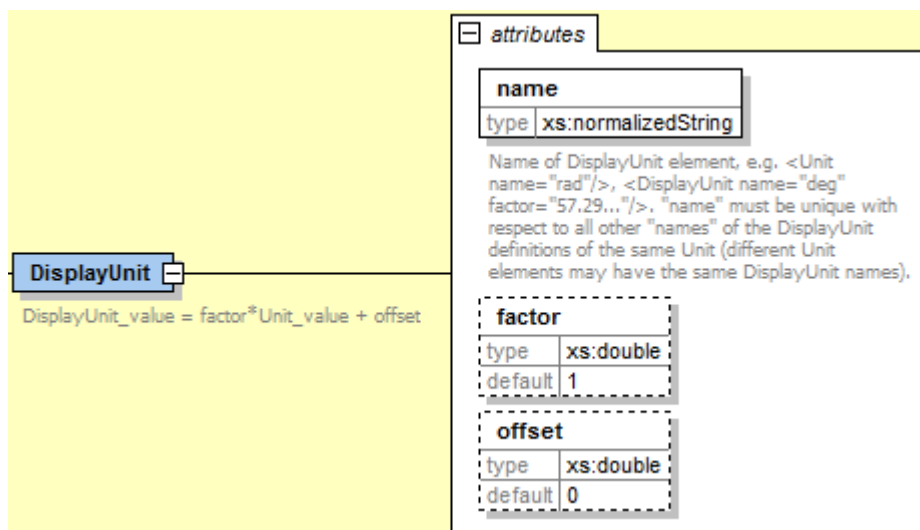 attributes
name
type xs:normalizedString
Name of DisplayUnit element, e.g. <Unit
name="rad"/>, <DisplayUnit name="deg"
factor="57.29..."/>. "name" must be unique with
respect to all other "names" of the DisplayUnit
definitions of the same Unit (different Unit
elements may have the same DisplayUnit names).
DisplayUnit
DisplayUnit_value = factor*Unit_value + offset
factor
type xs:double
default 1
offset
type xs:double
default 0